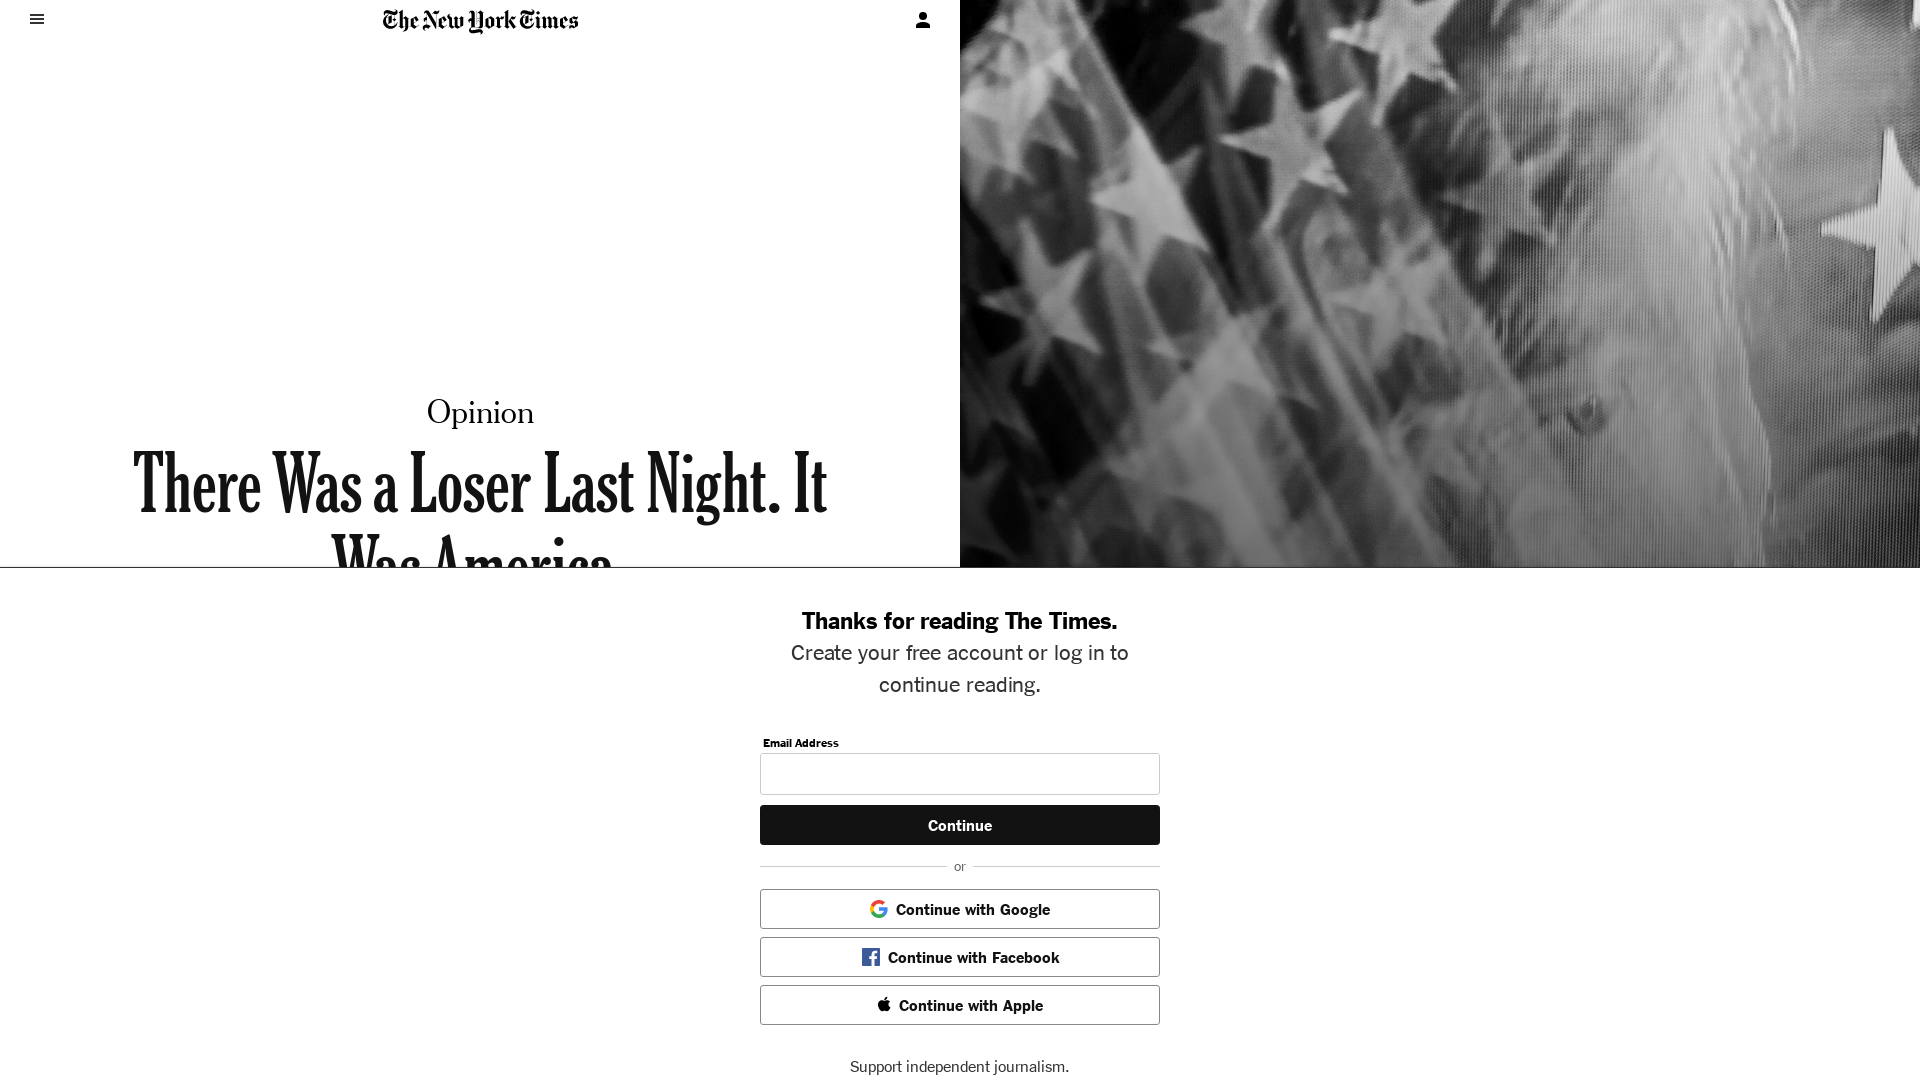 The New York Times
Opinion
There Was a Loser Last Night. It
Was America.
Thanks for reading The Times.
Create your free account or log in to
continue reading.
Email Address
Continue
or
Continue with Google
Continue with Facebook
Continue with Apple
Support independent journalism.